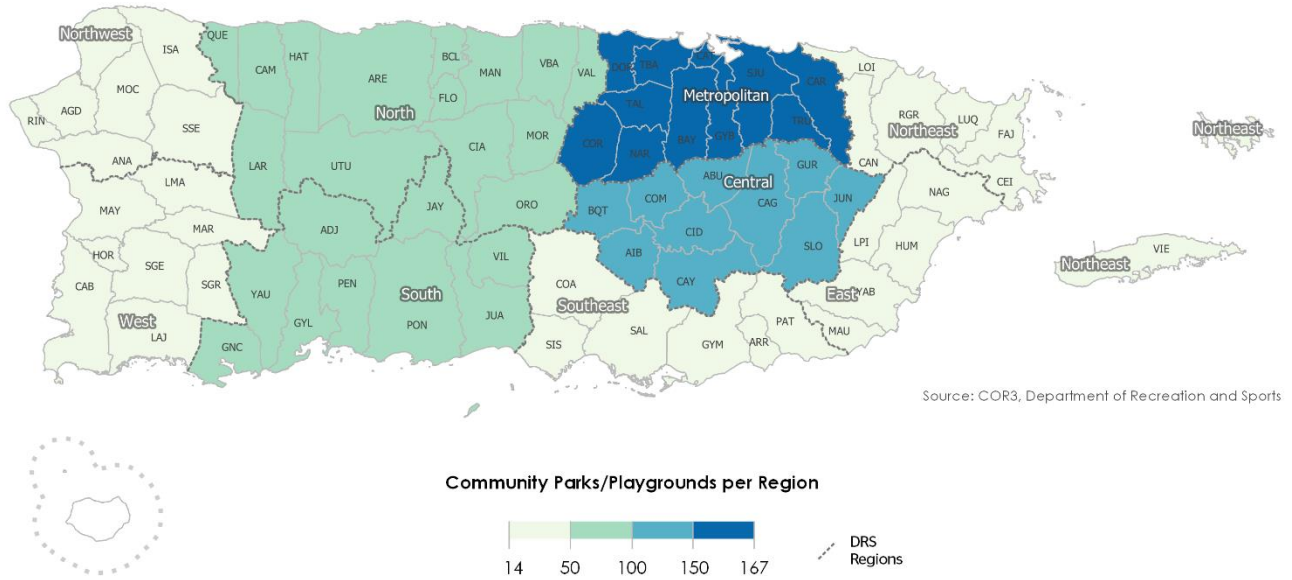 Northwest
ISA
QUE
CAM
HAT
ARE
BCL
MAN
VBA
VAL
DOR
TBA
CAT
SJU
CAR
LOI
MOC
AGD
RIN
SSE
FLO
North
TAL
Metropolitan
TRU
RGR
LUQ
Northeast
FAJ
Northeast
ANA
LAR
UTU
CIA
MOR
COR
NAR
BAY
GYB
CAN
CEI
LMA
MAY
MAR
JAY
ORO
ADJ
BQT
COM
ABU
Central
GUR
JUN
CAG
NAG
HOR
SGE
SGR
CAB
West
LAJ
YAU
GNC
GYL
PEN
South
PON
VIL
JUA
AIB
CID
CAY
SLO
LPI
HUM
YAB
East
MAU
COA
Southeast
SIS
SAL
GYM
ARR
PAT
VIE
Northeast
Source: COR3, Department of Recreation and Sports
Community Parks/Playgrounds per Region
14 50 100 150 167
DRS
Regions